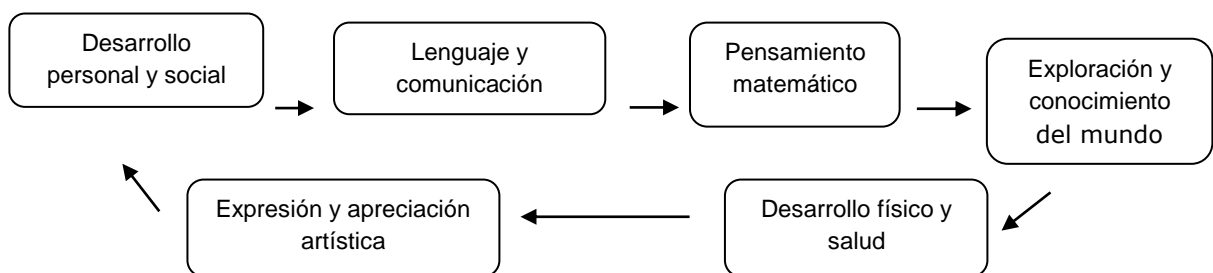 Desarrollo
personal y social
Lenguaje y
comunicación
Pensamiento
matemático
Exploración y
conocimiento
del mundo
Desarrollo físico y
salud
Expresión y apreciación
artística